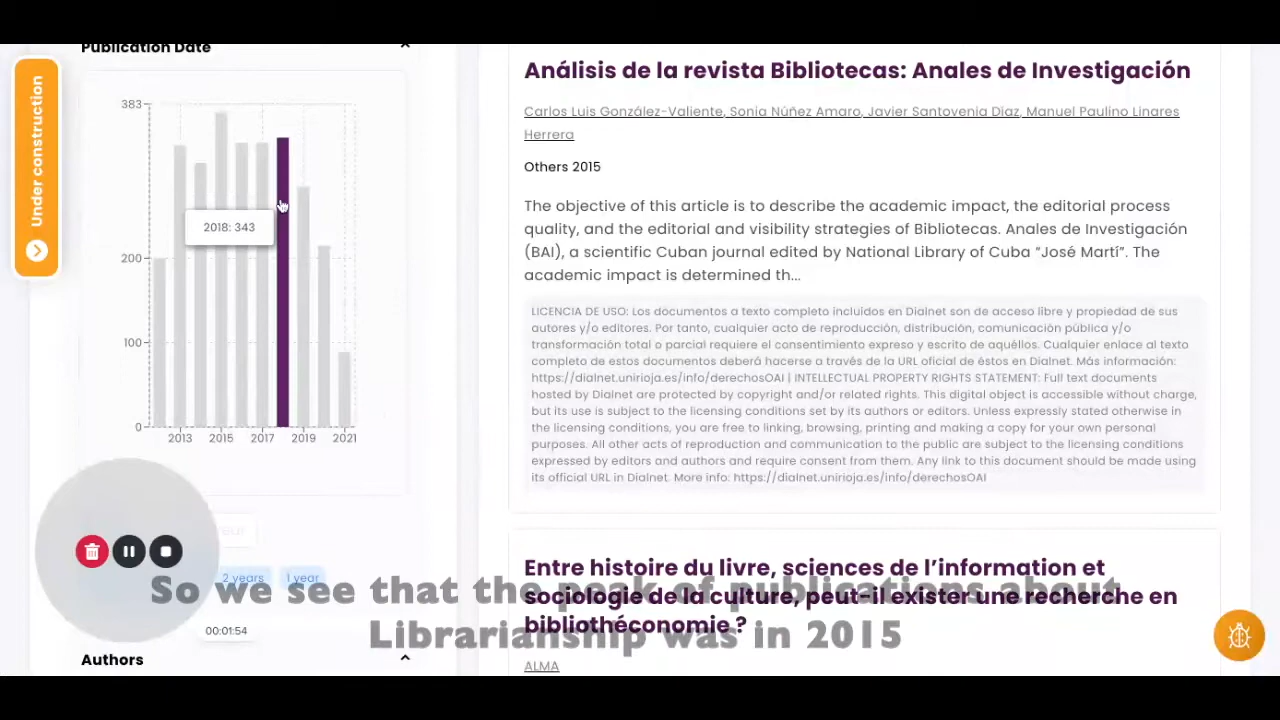 Publication Date
Under construction
383
200
100
0
2013 2015 2017 2019 2021
2018: 343
2 years
1 year
00:01:54
Authors
Análisis de la revista Bibliotecas: Anales de Investigación
Carlos Luis González-Valiente, Sonia Núñez Amaro, Javier Santovenia Diaz, Manuel Paulino Linares
Herrera
Others 2015
The objective of this article is to describe the academic impact, the editorial process
quality, and the editorial and visibility strategies of Bibliotecas. Anales de Investigación
(BAI), a scientific Cuban journal edited by National Library of Cuba “José Martí”. The
academic impact is determined th...
LICENCIA DE USO: Los documentos a texto completo incluidos en Dialnet son de acceso libre y propiedad de sus
autores y/o editores. Por tanto, cualquier acto de reproducción, distribución, comunicación pública y/o
transformación total o parcial requiere el consentimiento expreso y escrito de aquéllos. Cualquier enlace al texto
completo de estos documentos deberá hacerse a través de la URL oficial de éstos en Dialnet. Más información:
https://dialnet.unirioja.es/info/derechosOAI | INTELLECTUAL PROPERTY RIGHTS STATEMENT: Full text documents
hosted by Dialnet are protected by copyright and/or related rights. This digital object is accessible without charge,
but its use is subject to the licensing conditions set by its authors or editors. Unless expressly stated otherwise in
the licensing conditions, you are free to linking, browsing, printing and making a copy for your own personal
purposes. All other acts of reproduction and communication to the public are subject to the licensing conditions
expressed by editors and authors and require consent from them. Any link to this document should be made using
its official URL in Dialnet. More info: https://dialnet.unirioja.es/info/derechosOAI
Entre histoire du livre, sciences de l’information et
sociologie de la culture, peut-il exister une recherche en
bibliothéconomie ?
ALMA
So we see that the peak of publications about
Librarianship was in 2015